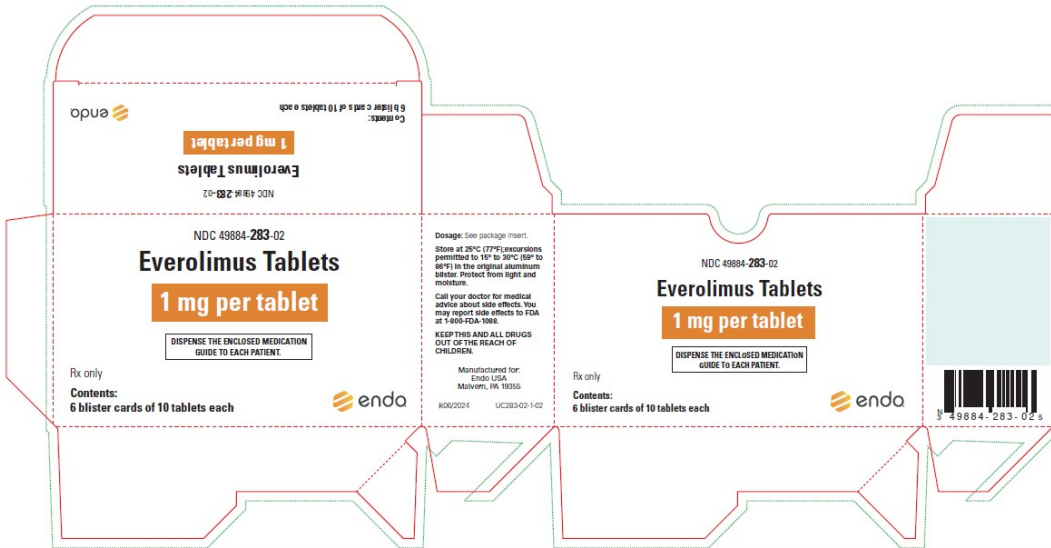 Contents:
6 blister cards of 10 tablets each
endo
1 mg per tablet
Everolimus Tablets
NDC 49884-283-02
NDC 49884-283-02
Everolimus Tablets
1 mg per tablet
DISPENSE THE ENCLOSED MEDICATION
GUIDE TO EACH PATIENT.
Rx only
Contents:
6 blister cards of 10 tablets each
endo
Dosage: See package insert.
Store at 25°C (77°F);excursions
permitted to 15° to 30°C (59° to
86°F) in the original aluminum
blister. Protect from light and
moisture.
Call your doctor for medical
advice about side effects. You
may report side effects to FDA
at 1-800-FDA-1088.
KEEP THIS AND ALL DRUGS
OUT OF THE REACH OF
CHILDREN.
Manufactured for:
Endo USA
Malvern, PA 19355
R06/2024 UC283-02-1-02
NDC 49884-283-02
Everolimus Tablets
1 mg per tablet
DISPENSE THE ENCLOSED MEDICATION
GUIDE TO EACH PATIENT.
Rx only
Contents:
6 blister cards of 10 tablets each
endo
N
3 49884-283-02 5